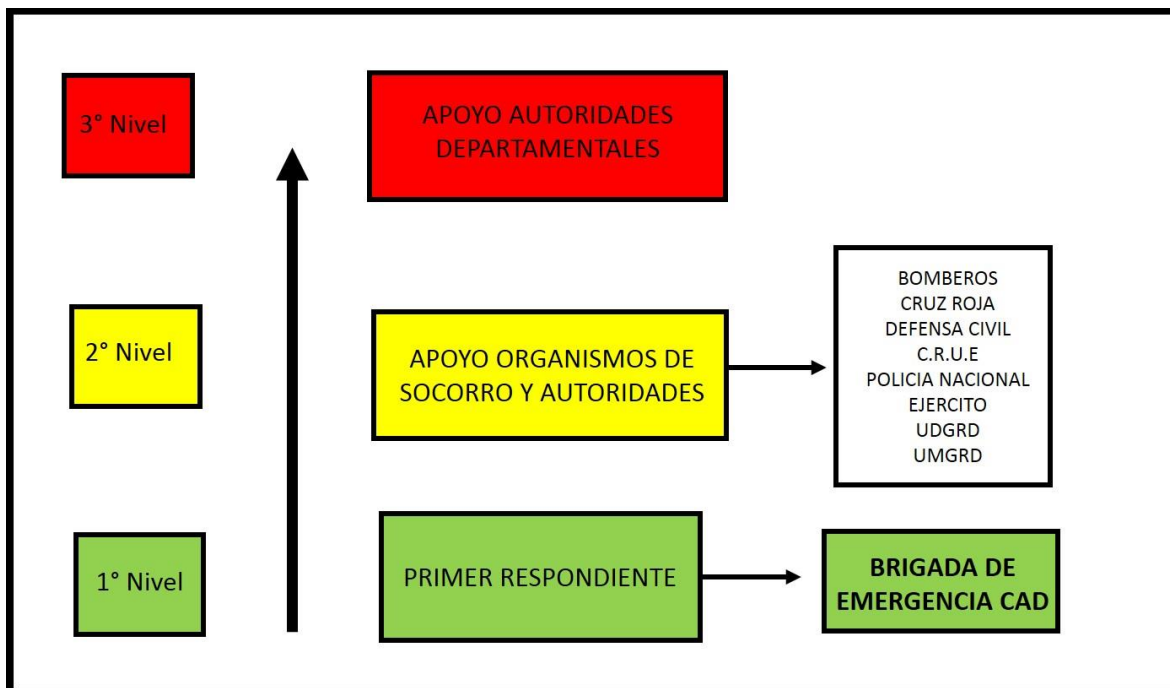 3° Nivel
APOYO AUTORIDADES
DEPARTAMENTALES
2° Nivel
APOYO ORGANISMOS DE
SOCORRO Y AUTORIDADES
BOMBEROS
CRUZ ROJA
DEFENSA CIVIL
C.R.U.E
POLICIA NACIONAL
EJERCITO
UDGRD
UMGRD
1° Nivel
PRIMER RESPONDIENTE
BRIGADA DE
EMERGENCIA CAD